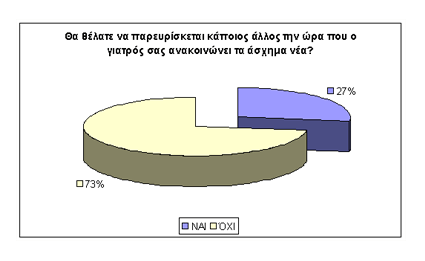 Θα θέλατε να παρευρίσκεται κάποιος άλλος την ώρα που ο
γιατρός σας ανακοινώνει τα άσχημα νέα?
27%
73%
ΝΑΙ ΌΧΙ